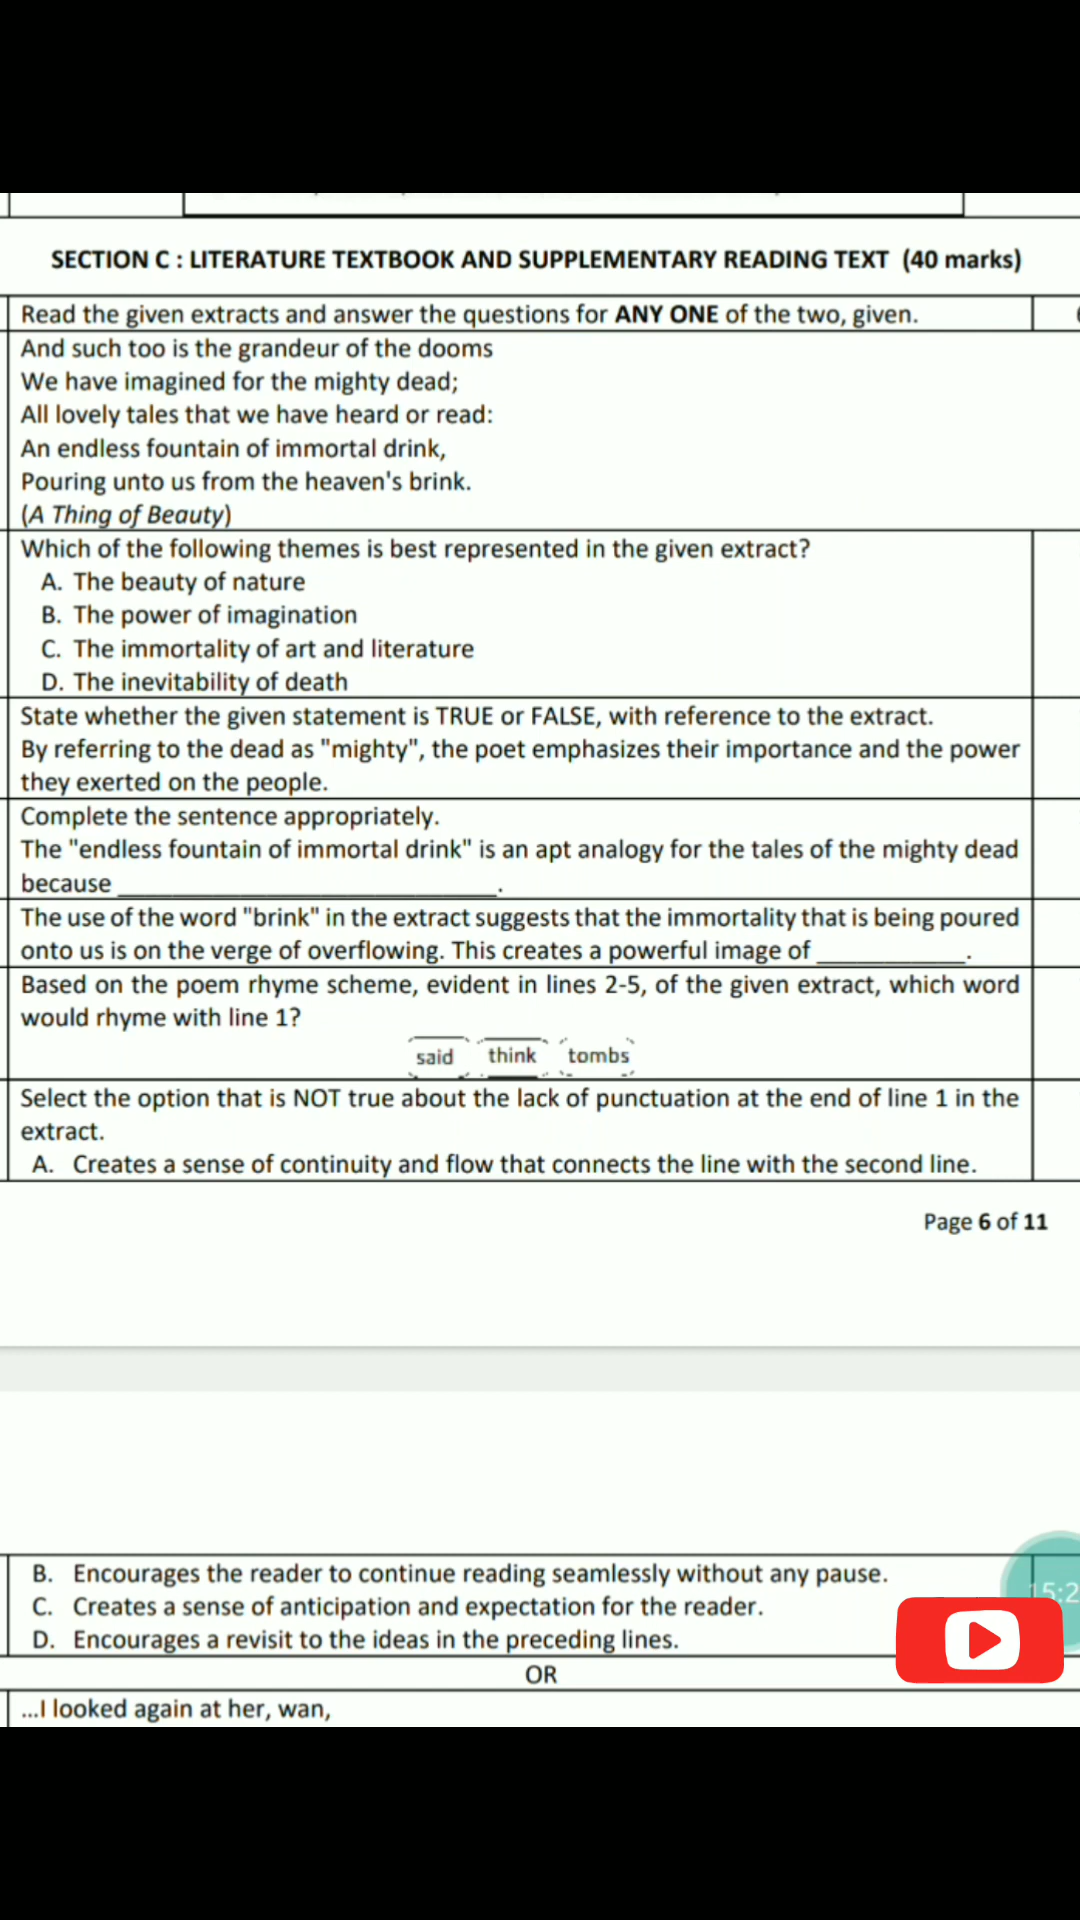 SECTION C : LITERATURE TEXTBOOK AND SUPPLEMENTARY READING TEXT (40 marks)
Read the given extracts and answer the questions for ANY ONE of the two, given.
And such too is the grandeur of the dooms
We have imagined for the mighty dead;
All lovely tales that we have heard or read:
An endless fountain of immortal drink,
Pouring unto us from the heaven's brink.
(A Thing of Beauty)
Which of the following themes is best represented in the given extract?
A. The beauty of nature
B. The power of imagination
C. The immortality of art and literature
D. The inevitability of death
State whether the given statement is TRUE or FALSE, with reference to the extract.
By referring to the dead as "mighty", the poet emphasizes their importance and the power
they exerted on the people.
Complete the sentence appropriately.
The "endless fountain of immortal drink" is an apt analogy for the tales of the mighty dead
because ____________________________.
The use of the word "brink" in the extract suggests that the immortality that is being poured
onto us is on the verge of overflowing. This creates a powerful image of ___________.
Based on the poem rhyme scheme, evident in lines 2-5, of the given extract, which word
would rhyme with line 1?
said think tombs
Select the option that is NOT true about the lack of punctuation at the end of line 1 in the
extract.
A. Creates a sense of continuity and flow that connects the line with the second line.
Page 6 of 11
B. Encourages the reader to continue reading seamlessly without any pause.
15:2
C. Creates a sense of anticipation and expectation for the reader.
D. Encourages a revisit to the ideas in the preceding lines.
OR
...I looked again at her, wan,